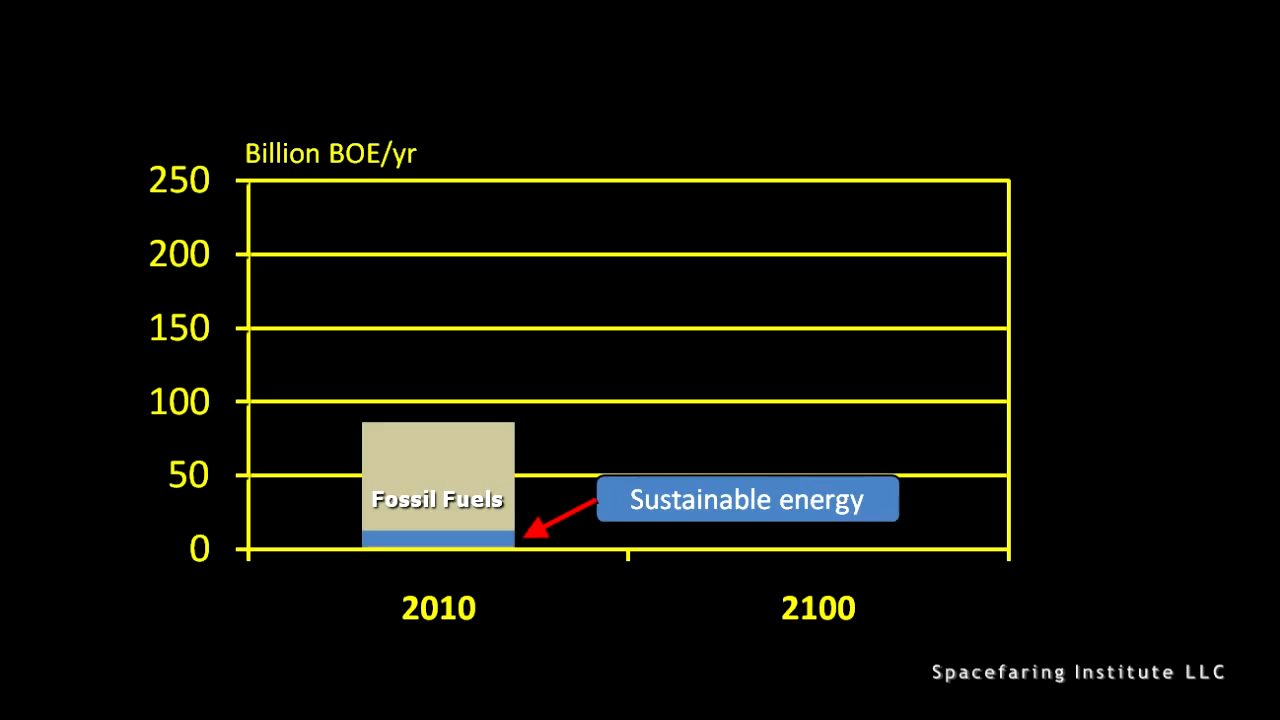 Billion BOE/yr
250
200
150
100
50
0
Fossil Fuels
Sustainable energy
2010
2100
Spacefaring Institute LLC